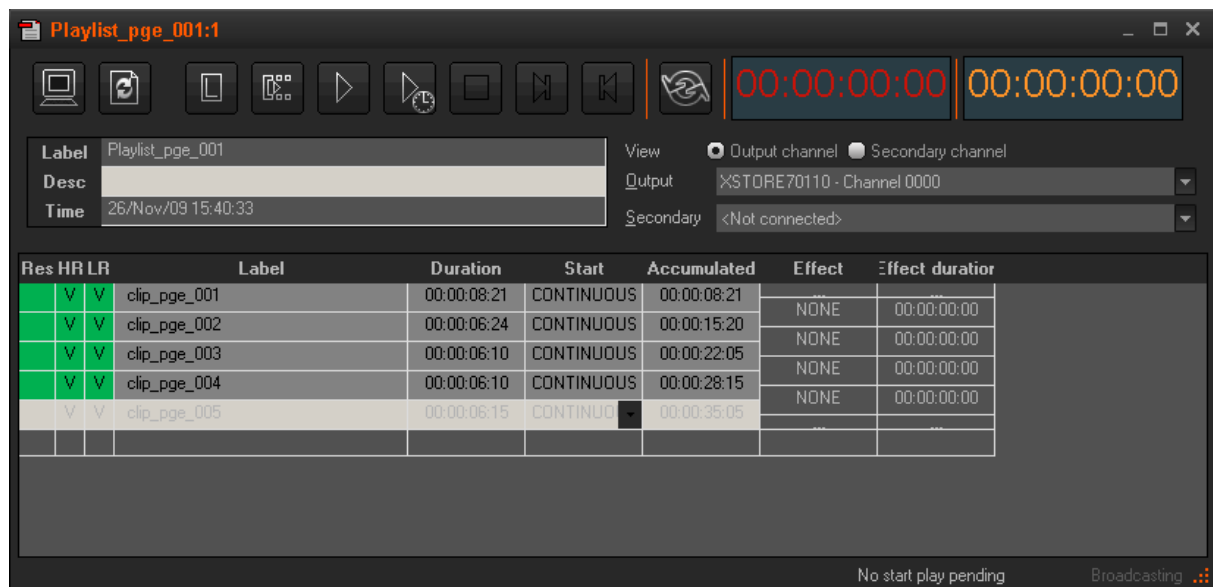 Playlist_pge_001:1
00:00:00:00 00:00:00:00
Label Playlist_pge_001
Desc
Time 26/Nov/09 15:40:33
View Output channel Secondary channel
Output XSTORE70110 - Channel 0000
Secondary <Not connected>
Res HR LR Label Duration Start Accumulated Effect Effect duration
V V clip_pge_001 00:00:08:21 CONTINUOUS 00:00:08:21 ... ...
NONE 00:00:00:00
V V clip_pge_002 00:00:06:24 CONTINUOUS 00:00:15:20
NONE 00:00:00:00
V V clip_pge_003 00:00:06:10 CONTINUOUS 00:00:22:05
NONE 00:00:00:00
V V clip_pge_004 00:00:06:10 CONTINUOUS 00:00:28:15
NONE 00:00:00:00
V V clip_pge_005 00:00:06:15 CONTINUO 00:00:35:05
... ...
No start play pending Broadcasting